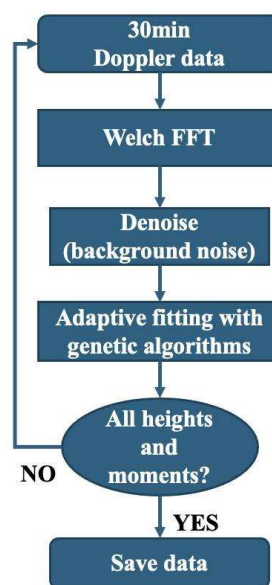 30min
Doppler data
Welch FFT
Denoise
(background noise)
Adaptive fitting with
genetic algorithms
All heights
and
moments?
NO
YES
Save data